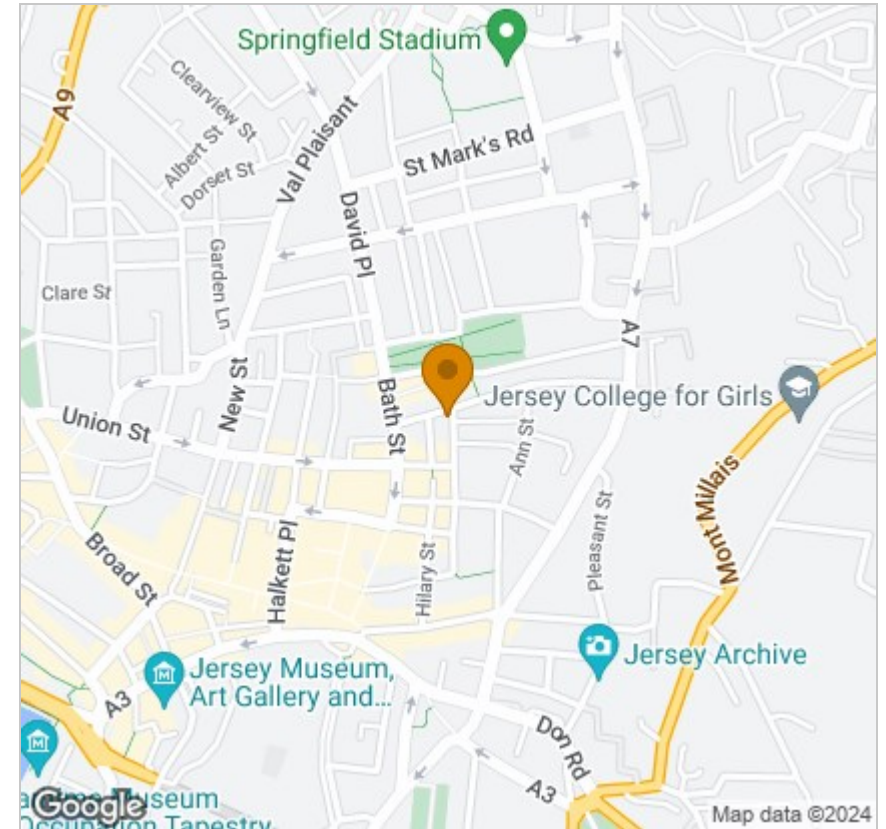 Springfield Stadium
A9
Clearview St
Albert St
Dorset St
Val Plaisant
St Mark's Rd
David Pl
Garden Ln
Clare St
A7
New St
Bath St
Jersey College for Girls
Union St
Ann St
Mont Millais
Pleasant St
Broad St
Halkett Pl
Hilary St
Jersey Museum,
Art Gallery and...
Jersey Archive
A3
Don Rd
A3
Museum
Occupation Tapestry
Google
Map data ©2024